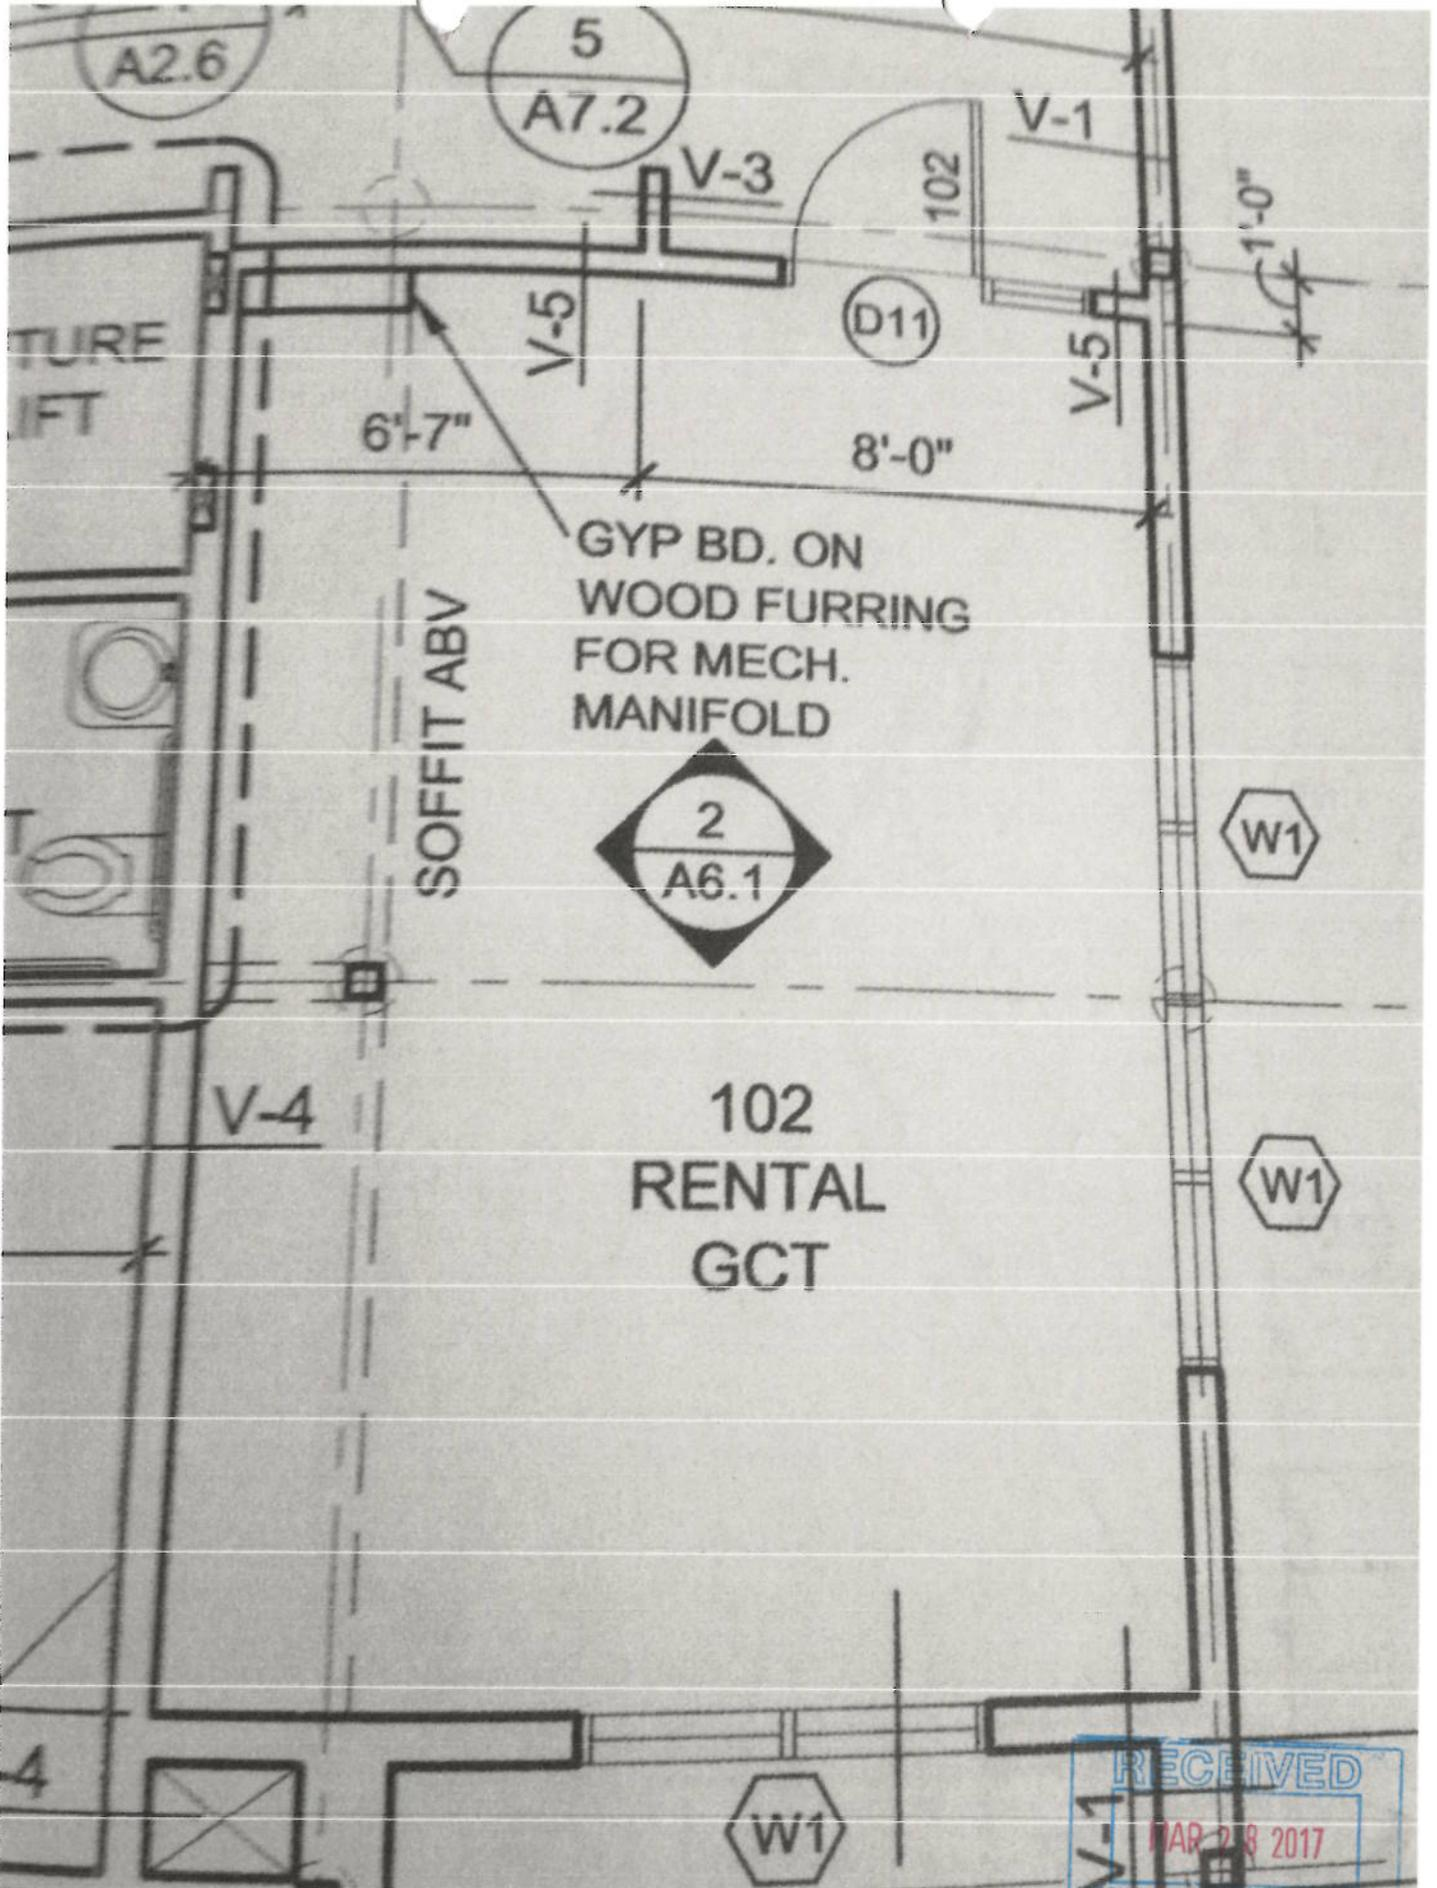 A2.6
5
A7.2
V-3
V-1
102
1'-0"
V-5
D11
V-5
TURE
IFT
6'-7"
8'-0"
GYP BD. ON
WOOD FURRING
FOR MECH.
MANIFOLD
SOFFIT ABV
2
A6.1
W1
T
V-4
102
RENTAL
GCT
W1
-4
W1
V-1
RECEIVED
MAR 28 2017